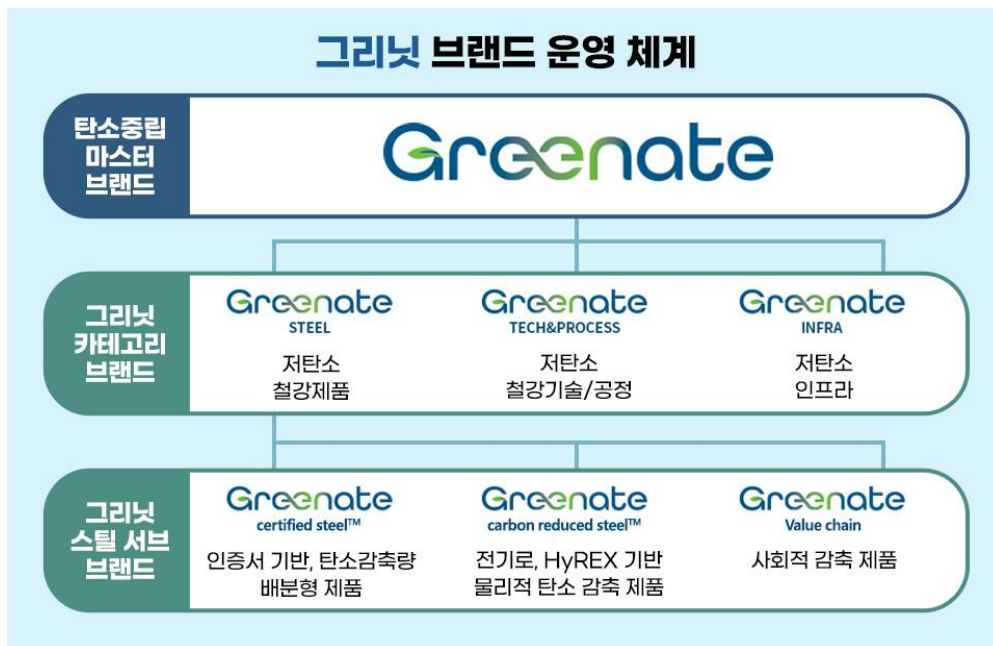 그리닛 브랜드 운영 체계
탄소중립
마스터
브랜드
Greenate
그리닛
카테고리
브랜드
Greenate
STEEL
저탄소
철강제품
Greenate
TECH&PROCESS
저탄소
철강기술/공정
Greenate
INFRA
저탄소
인프라
그리닛
스틸 서브
브랜드
Greenate
certified steel™
인증서 기반, 탄소감축량
배분형 제품
Greenate
carbon reduced steel™
전기로, HyREX 기반
물리적 탄소 감축 제품
Greenate
Value chain
사회적 감축 제품